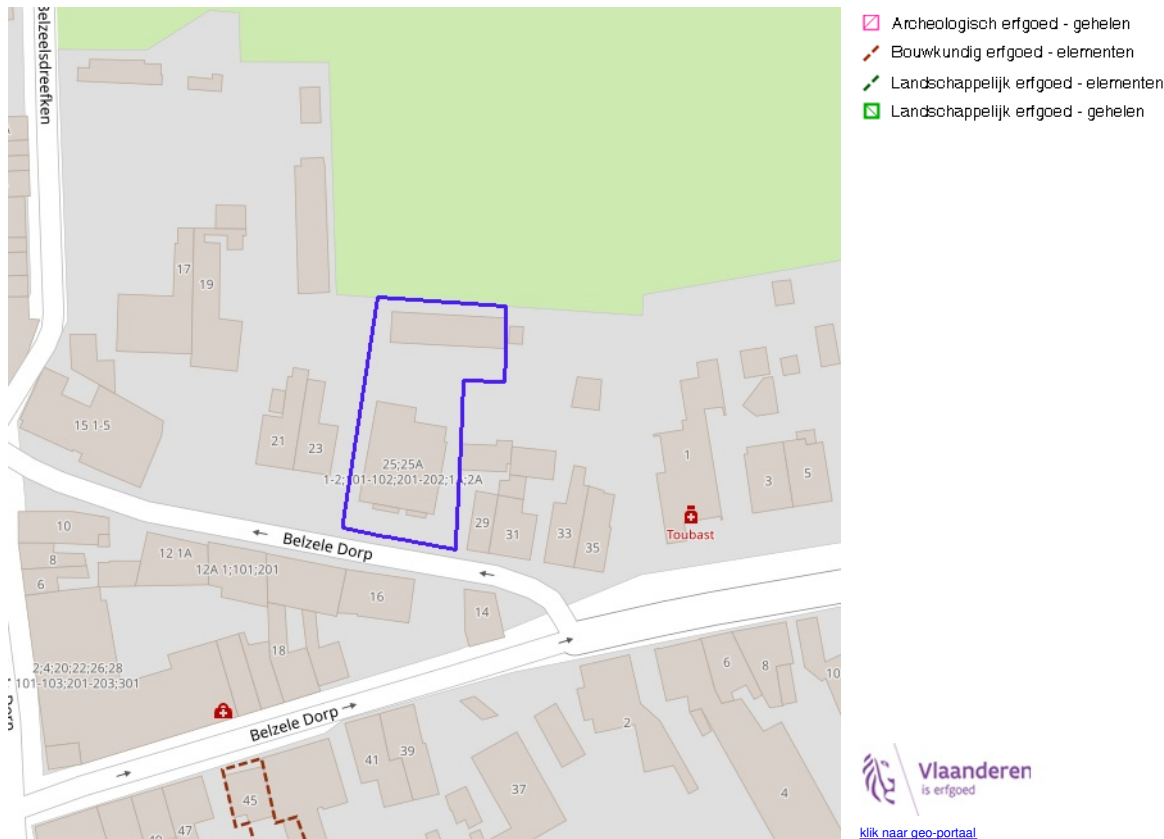 Belzeelsdreefken
17
19
15 1-5
21
23
25;25A
1-2;101-102;201-202;1A;2A
29
31
33
35
1
3
5
Toubast
Belzele Dorp
10
8
6
12 1A
12A 1;101;201
16
14
18
2;4;20;22;26;28
101-103;201-203;301
Belzele Dorp
6
8
10
2
4
41
39
37
45
47
Archeologisch erfgoed - gehelen
Bouwkundig erfgoed - elementen
Landschappelijk erfgoed - elementen
Landschappelijk erfgoed - gehelen
Vlaanderen
is erfgoed
klik naar geo-portaal